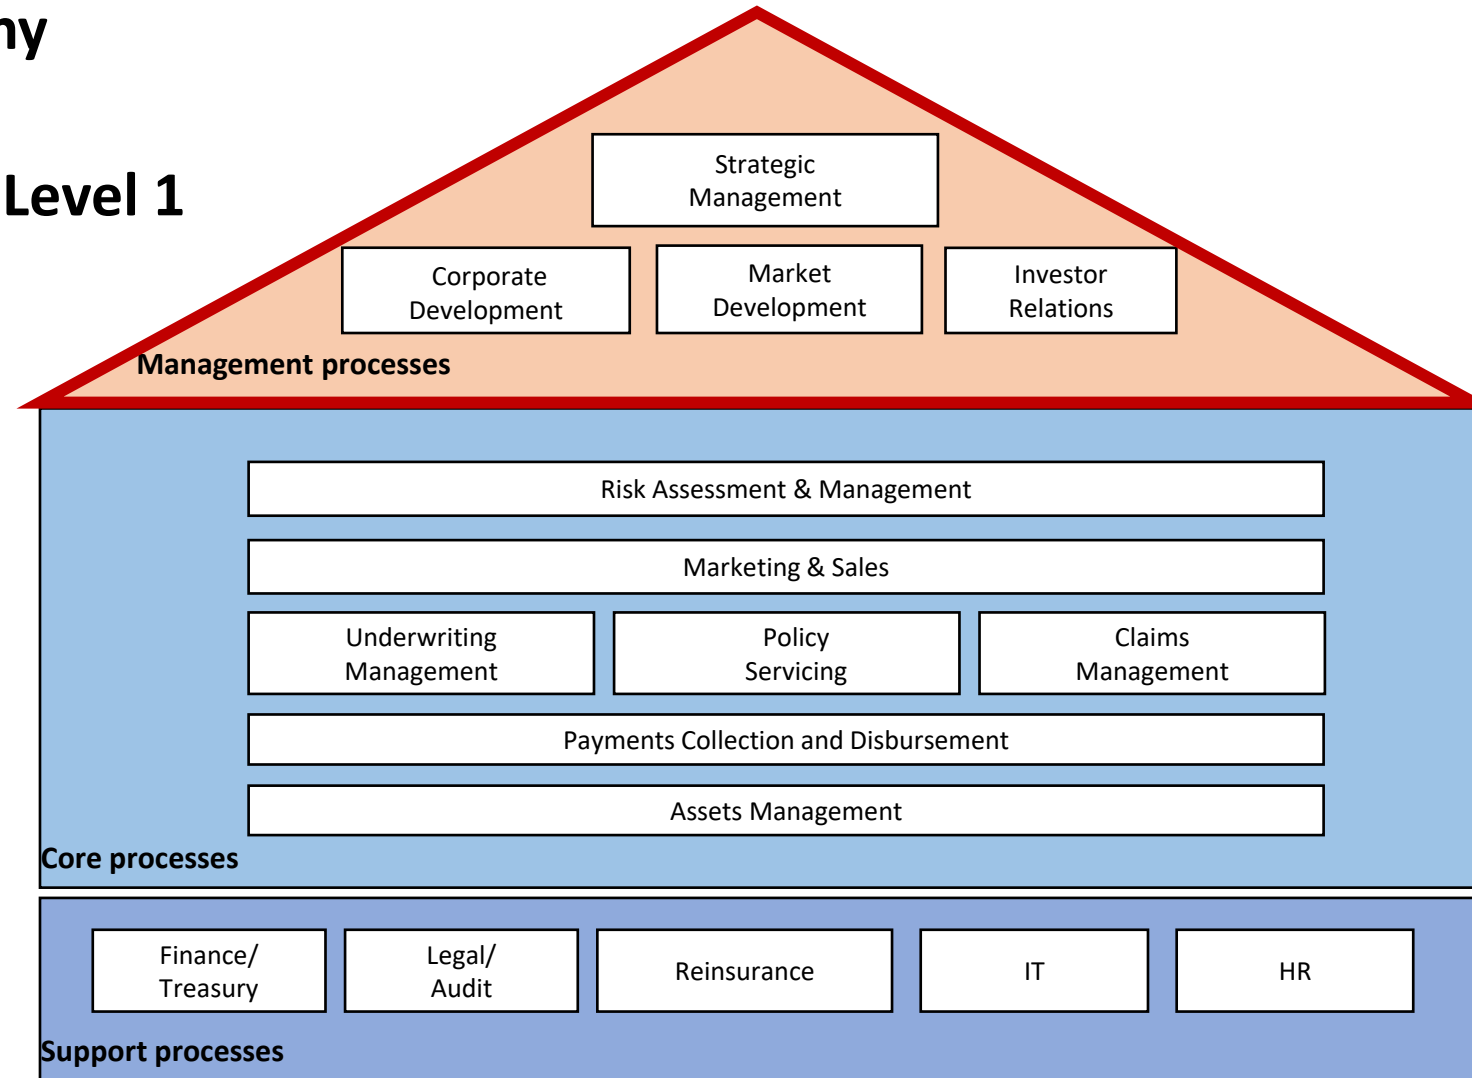 Level 1
Strategic
Management
Corporate
Development
Market
Development
Investor
Relations
Management processes
Risk Assessment & Management
Marketing & Sales
Underwriting
Management
Policy
Servicing
Claims
Management
Payments Collection and Disbursement
Assets Management
Core processes
Finance/
Treasury
Legal/
Audit
Reinsurance
IT
HR
Support processes